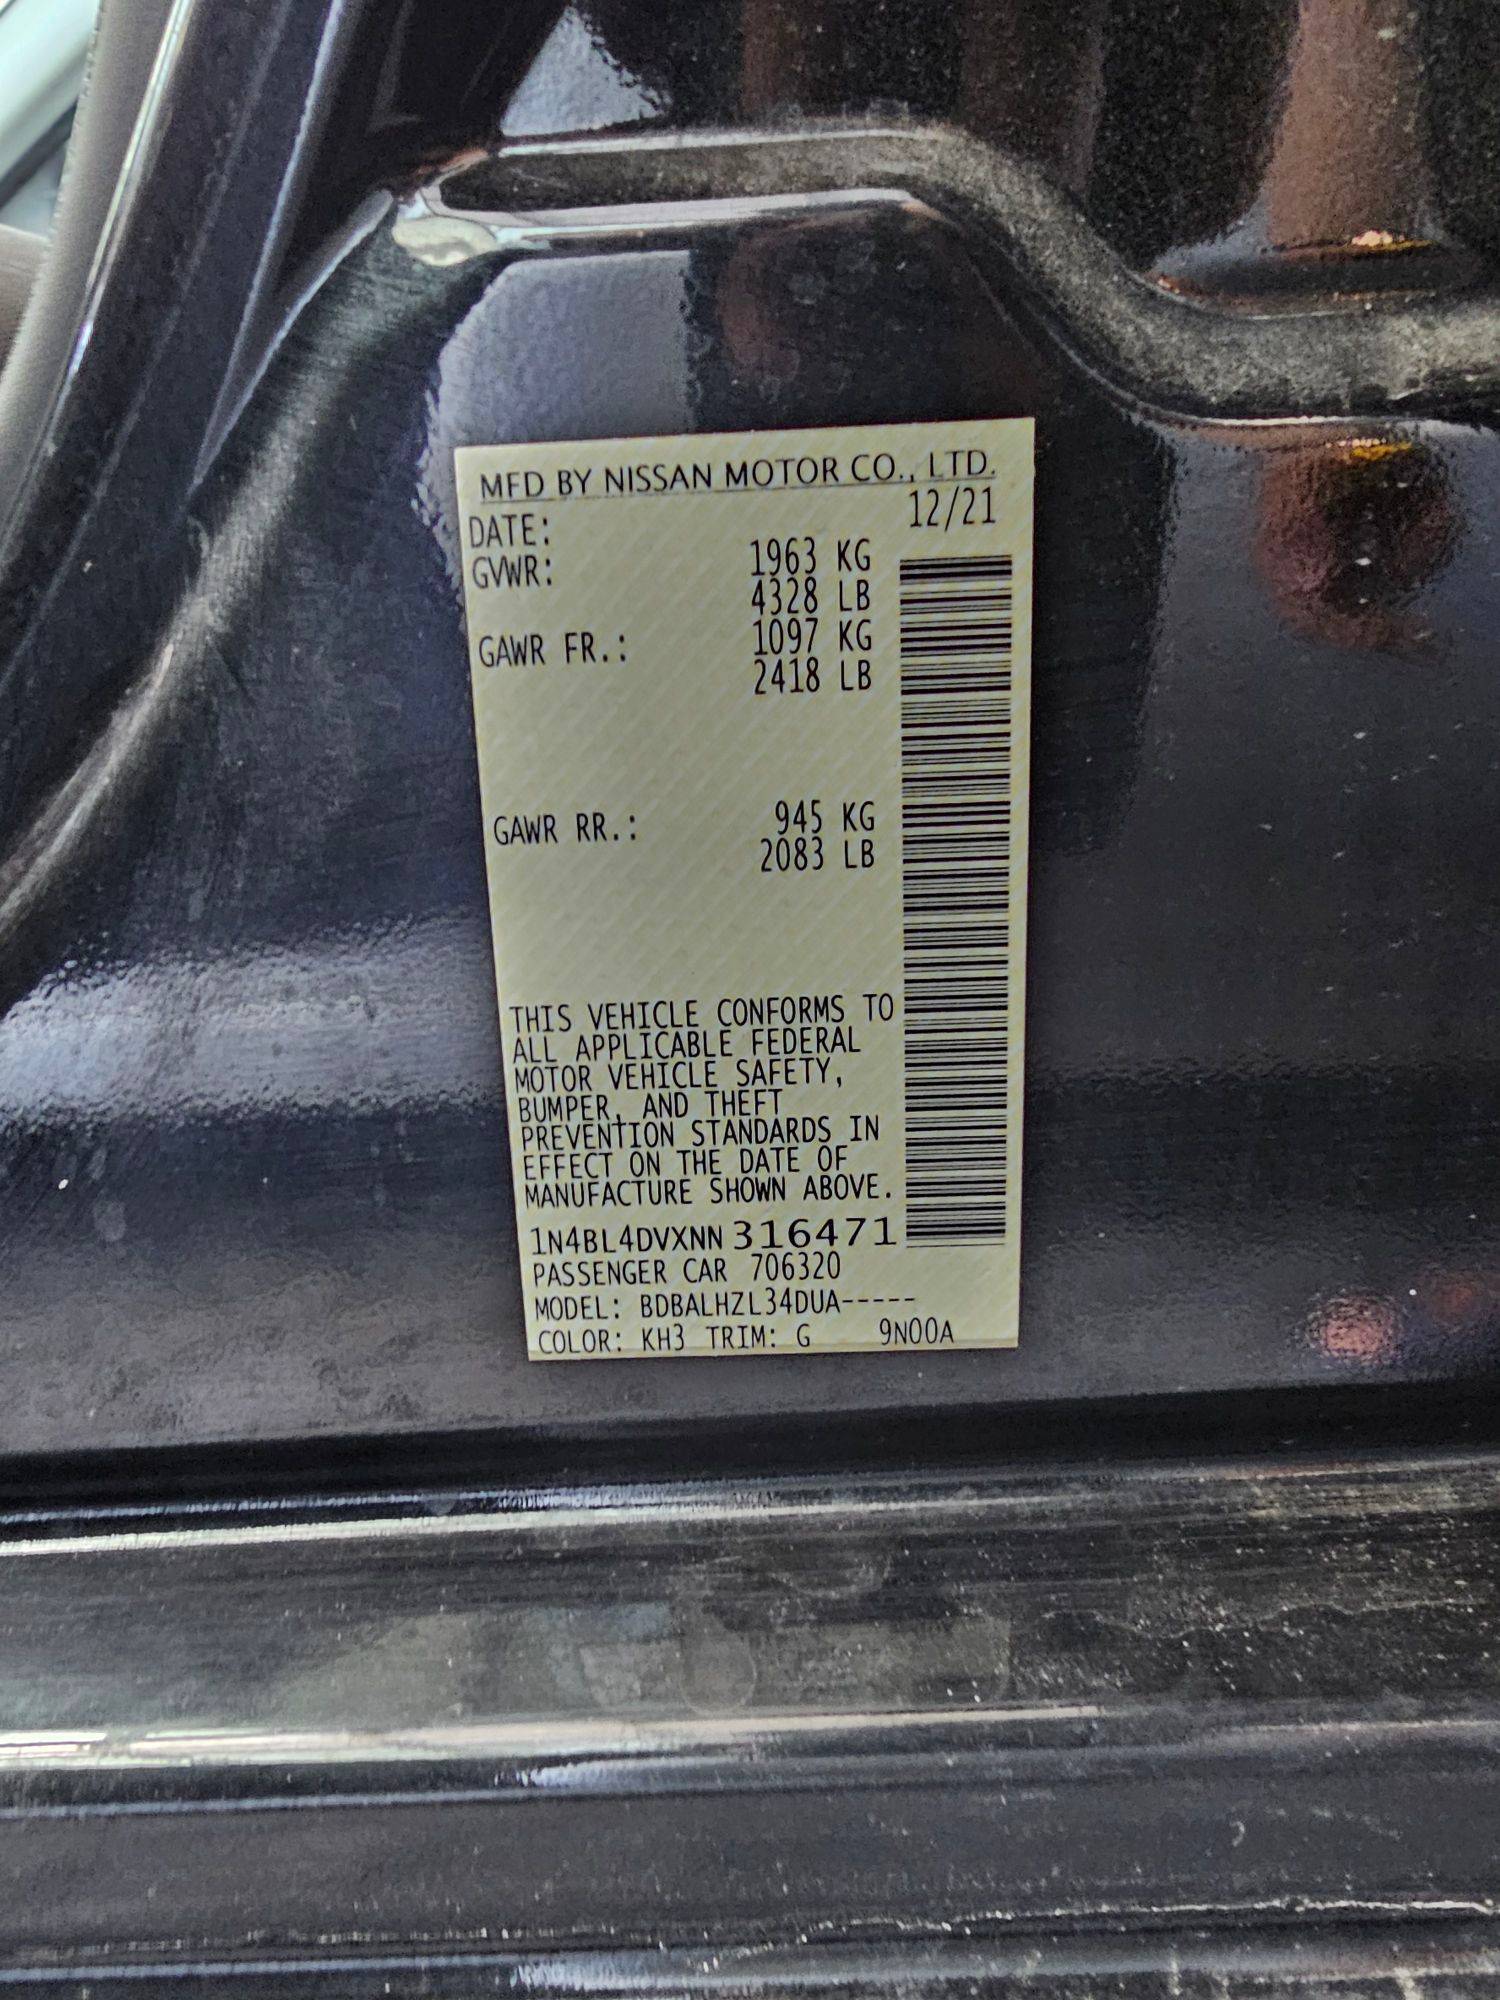 MFD BY NISSAN MOTOR CO., LTD.
DATE: 12/21
GVWR: 1963 KG
4328 LB
GAWR FR.: 1097 KG
2418 LB
GAWR RR.: 945 KG
2083 LB
THIS VEHICLE CONFORMS TO
ALL APPLICABLE FEDERAL
MOTOR VEHICLE SAFETY,
BUMPER, AND THEFT
PREVENTION STANDARDS IN
EFFECT ON THE DATE OF
MANUFACTURE SHOWN ABOVE.
1N4BL4DVXNN316471
PASSENGER CAR 706320
MODEL: BDBALHZL34DUA-----
COLOR: KH3 TRIM: G 9N00A